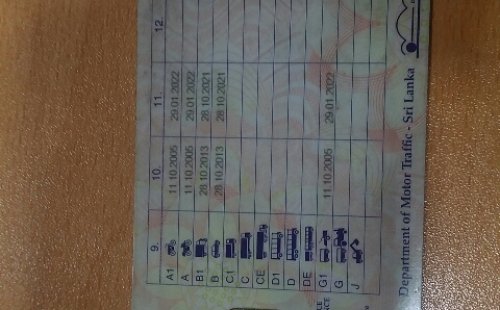 9. 10. 11. 12.
A1 11.10.2005 29.01.2022
A 11.10.2005 29.01.2022
B1 28.10.2013 28.10.2021
B 28.10.2013 28.10.2021
C1
C
CE
D1
D
DE
G1 11.10.2005 29.01.2022
G
J
Department of Motor Traffic - Sri Lanka